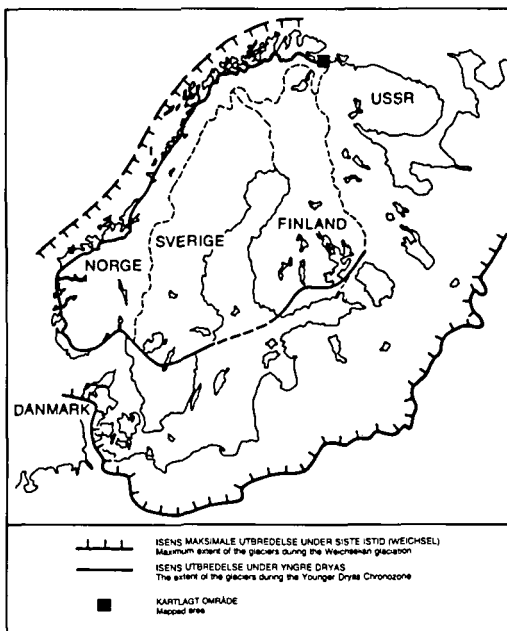 USSR
FINLAND
SVERIGE
NORGE
DANMARK
ISENS MAKSIMALE UTBREDELSE UNDER SISTE ISTID (WEICHSEL)
Maximum extent of the glaciers during the Weichselian glaciation
ISENS UTBREDELSE UNDER YNGRE DRYAS
The extent of the glaciers during the Younger Dryas Chronozone
KARTLAGT OMRÅDE
Mapped area